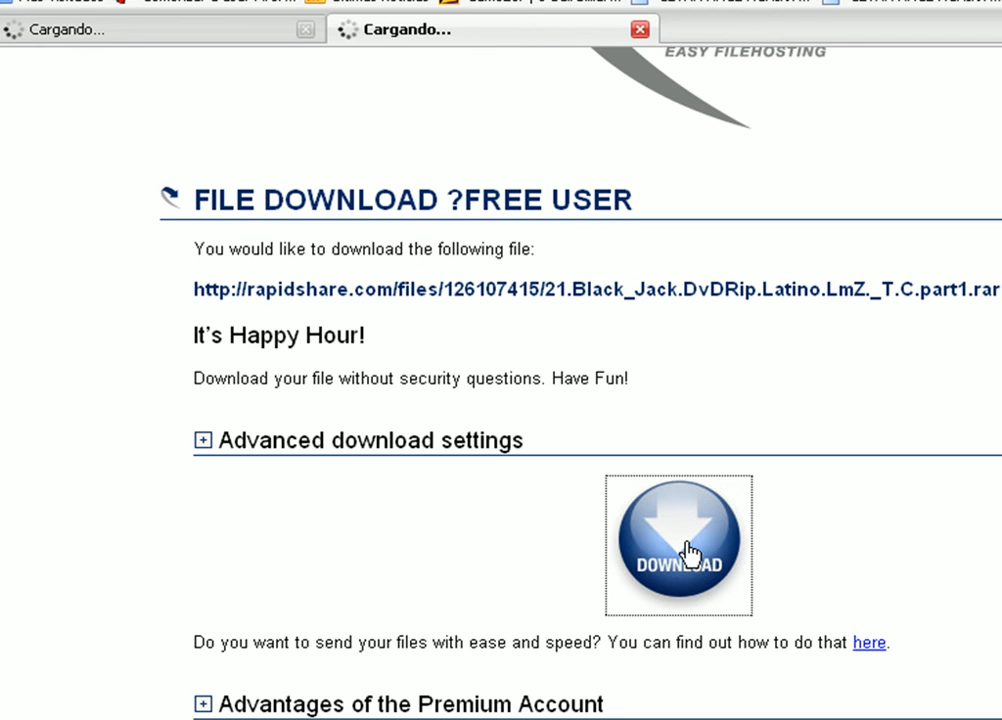 Cargando...
Cargando...
EASY FILEHOSTING
FILE DOWNLOAD ?FREE USER
You would like to download the following file:
http://rapidshare.com/files/126107415/21.Black_Jack.DvDRip.Latino.LmZ._T.C.part1.rar
It's Happy Hour!
Download your file without security questions. Have Fun!
Advanced download settings
DOWNLOAD
Do you want to send your files with ease and speed? You can find out how to do that here.
Advantages of the Premium Account